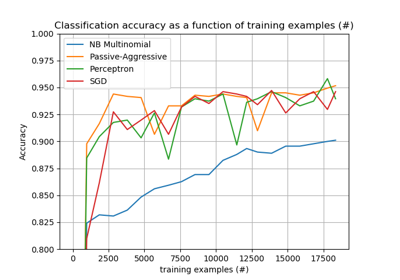 Classification accuracy as a function of training examples (#)
1.000
0.975
0.950
0.925
0.900
0.875
0.850
0.825
0.800
Accuracy
NB Multinomial
Passive-Aggressive
Perceptron
SGD
0 2500 5000 7500 10000 12500 15000 17500
training examples (#)